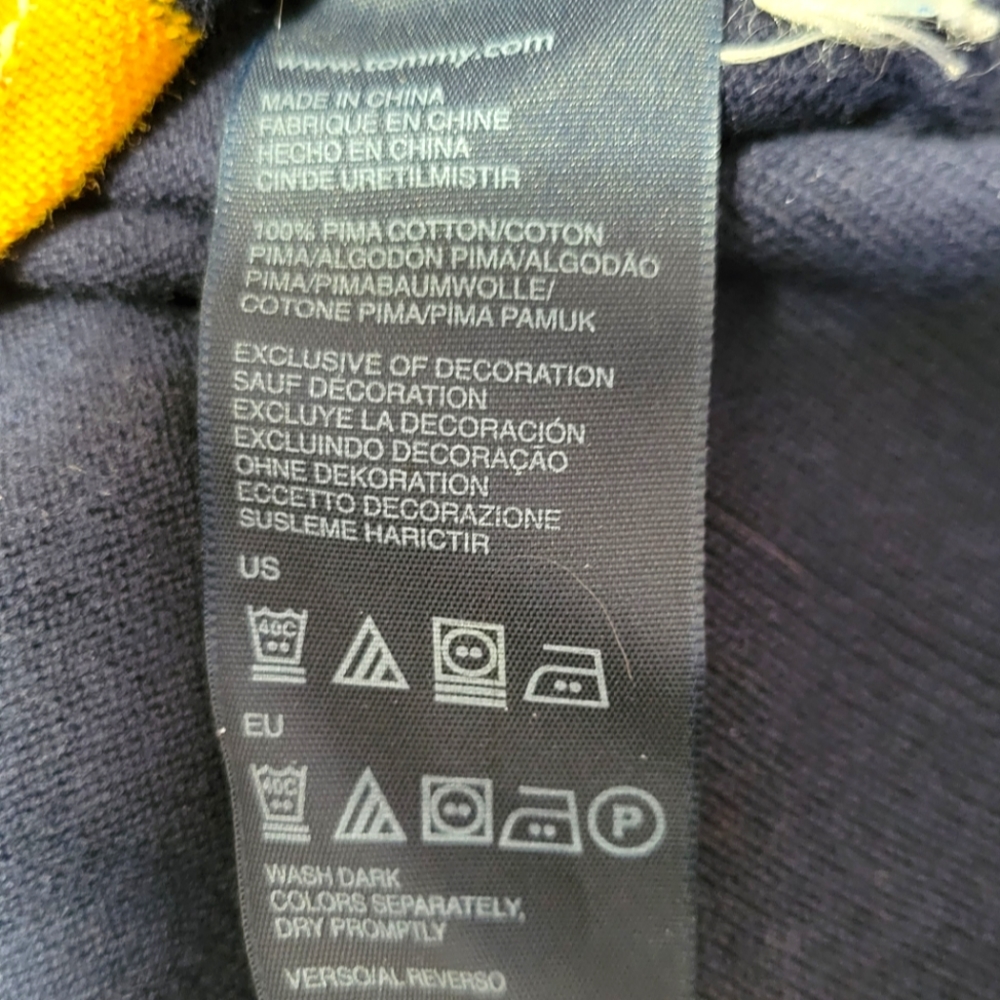 www.tommy.com
MADE IN CHINA
FABRIQUE EN CHINE
HECHO EN CHINA
CIN'DE URETILMISTIR
100% PIMA COTTON/COTON
PIMA/ALGODON PIMA/ALGODÃO
PIMA/PIMABAUMWOLLE/
COTONE PIMA/PIMA PAMUK
EXCLUSIVE OF DECORATION
SAUF DECORATION
EXCLUYE LA DECORACIÓN
EXCLUINDO DECORAÇÃO
OHNE DEKORATION
ECCETTO DECORAZIONE
SUSLEME HARICTIR
US
40C
EU
40C P
WASH DARK
COLORS SEPARATELY,
DRY PROMPTLY
VERSO/AL REVERSO